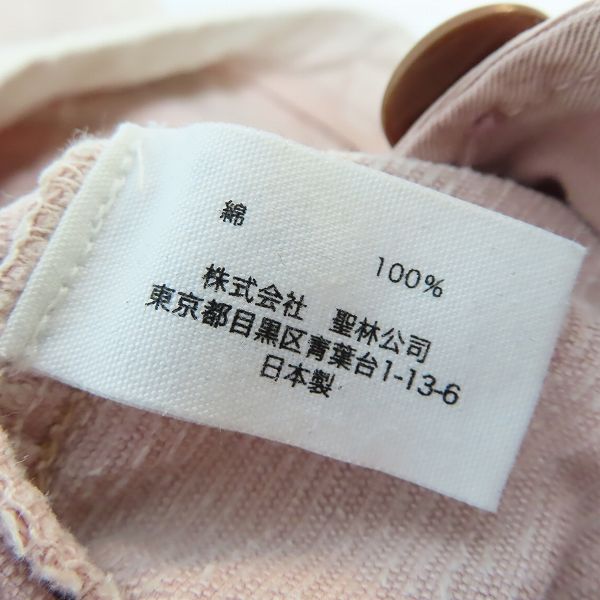 綿
100%
株式会社 聖林公司
東京都目黒区青葉台1-13-6
日本製